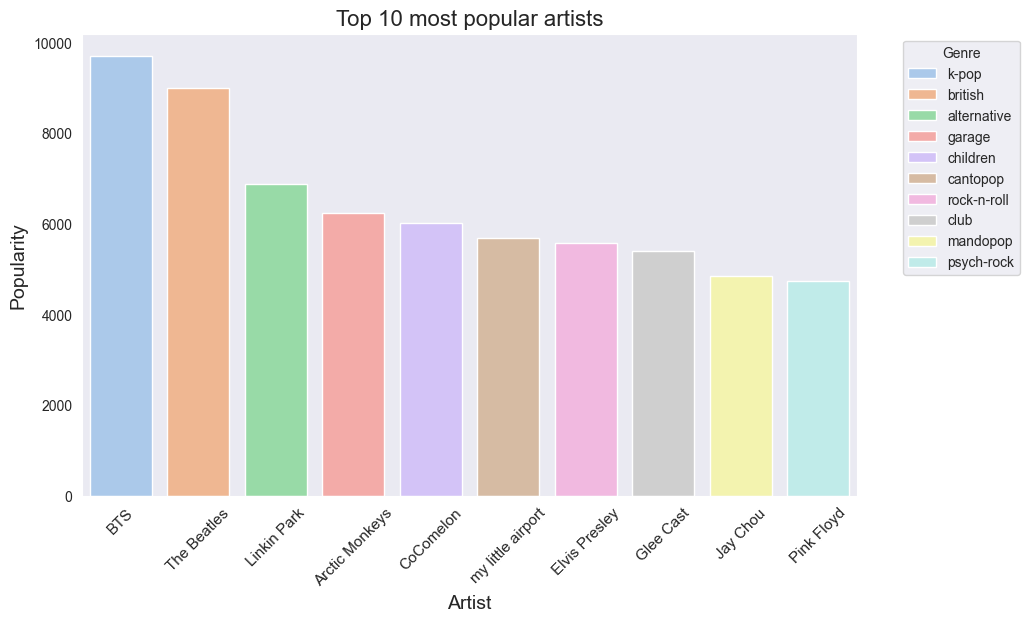 Top 10 most popular artists
10000
8000
6000
4000
2000
0
Popularity
BTS
The Beatles
Linkin Park
Arctic Monkeys
CoComelon
my little airport
Elvis Presley
Glee Cast
Jay Chou
Pink Floyd
Artist
Genre
k-pop
british
alternative
garage
children
cantopop
rock-n-roll
club
mandopop
psych-rock